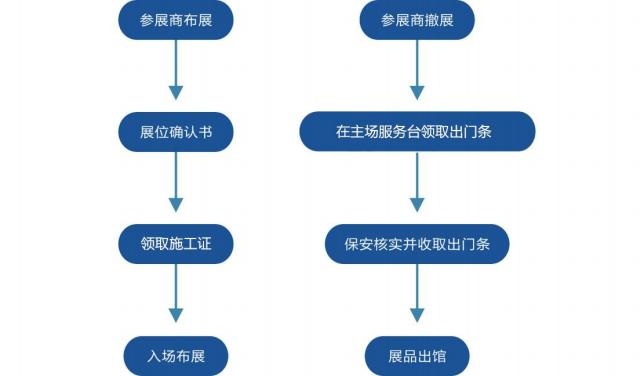 参展商布展
展位确认书
领取施工证
入场布展
参展商撤展
在主场服务台领取出门条
保安核实并收取出门条
展品出馆